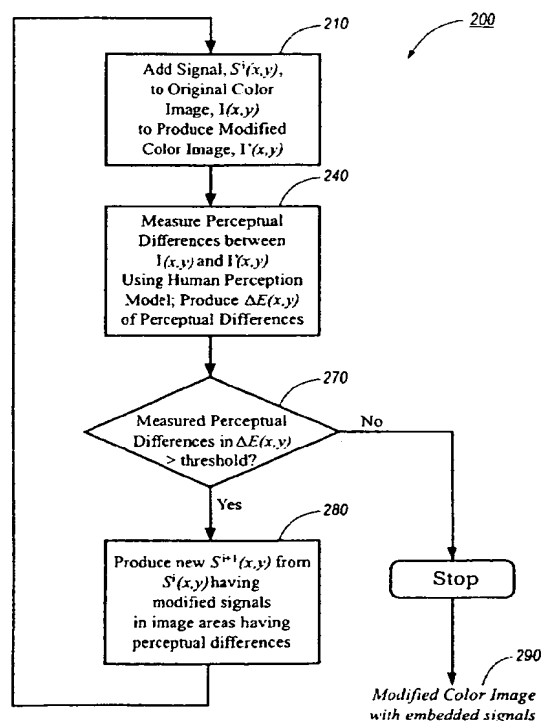 210
200
Add Signal, Sⁱ(x,y),
to Original Color
Image, I(x,y)
to Produce Modified
Color Image, I'(x,y)
240
Measure Perceptual
Differences between
I(x,y) and I'(x,y)
Using Human Perception
Model; Produce ΔE(x,y)
of Perceptual Differences
270
Measured Perceptual
Differences in ΔE(x,y)
> threshold?
No
Yes
280
Produce new Sⁱ⁺¹(x,y) from
Sⁱ(x,y) having
modified signals
in image areas having
perceptual differences
Stop
290
Modified Color Image
with embedded signals